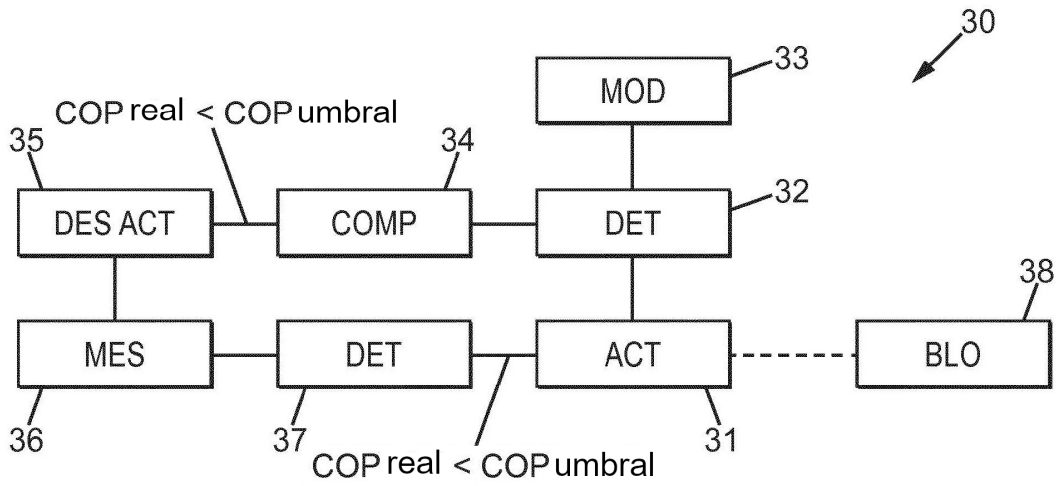 30
33
MOD
COP real < COP umbral
35
34
32
DES ACT
COMP
DET
38
MES
DET
ACT
BLO
36
37
31
COP real < COP umbral